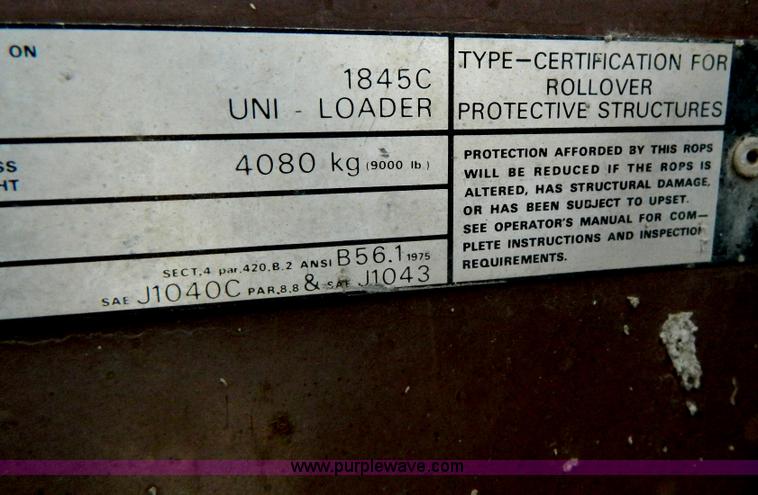 ON
1845C
UNI - LOADER
SS
HT
4080 kg (9000 lb.)
SECT.4 par.420.B.2 ANSI B56.1 1975
SAE J1040C PAR.8.8 & SAE J1043
TYPE-CERTIFICATION FOR
ROLLOVER
PROTECTIVE STRUCTURES
PROTECTION AFFORDED BY THIS ROPS
WILL BE REDUCED IF THE ROPS IS
ALTERED, HAS STRUCTURAL DAMAGE,
OR HAS BEEN SUBJECT TO UPSET.
SEE OPERATOR'S MANUAL FOR COM-
PLETE INSTRUCTIONS AND INSPECTION
REQUIREMENTS.
www.purplewave.com